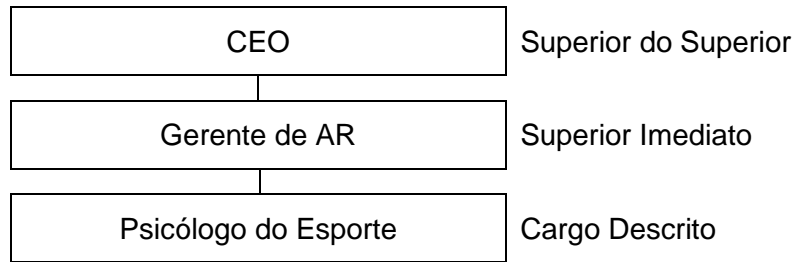 CEO Superior do Superior
Gerente de AR Superior Imediato
Psicólogo do Esporte Cargo Descrito